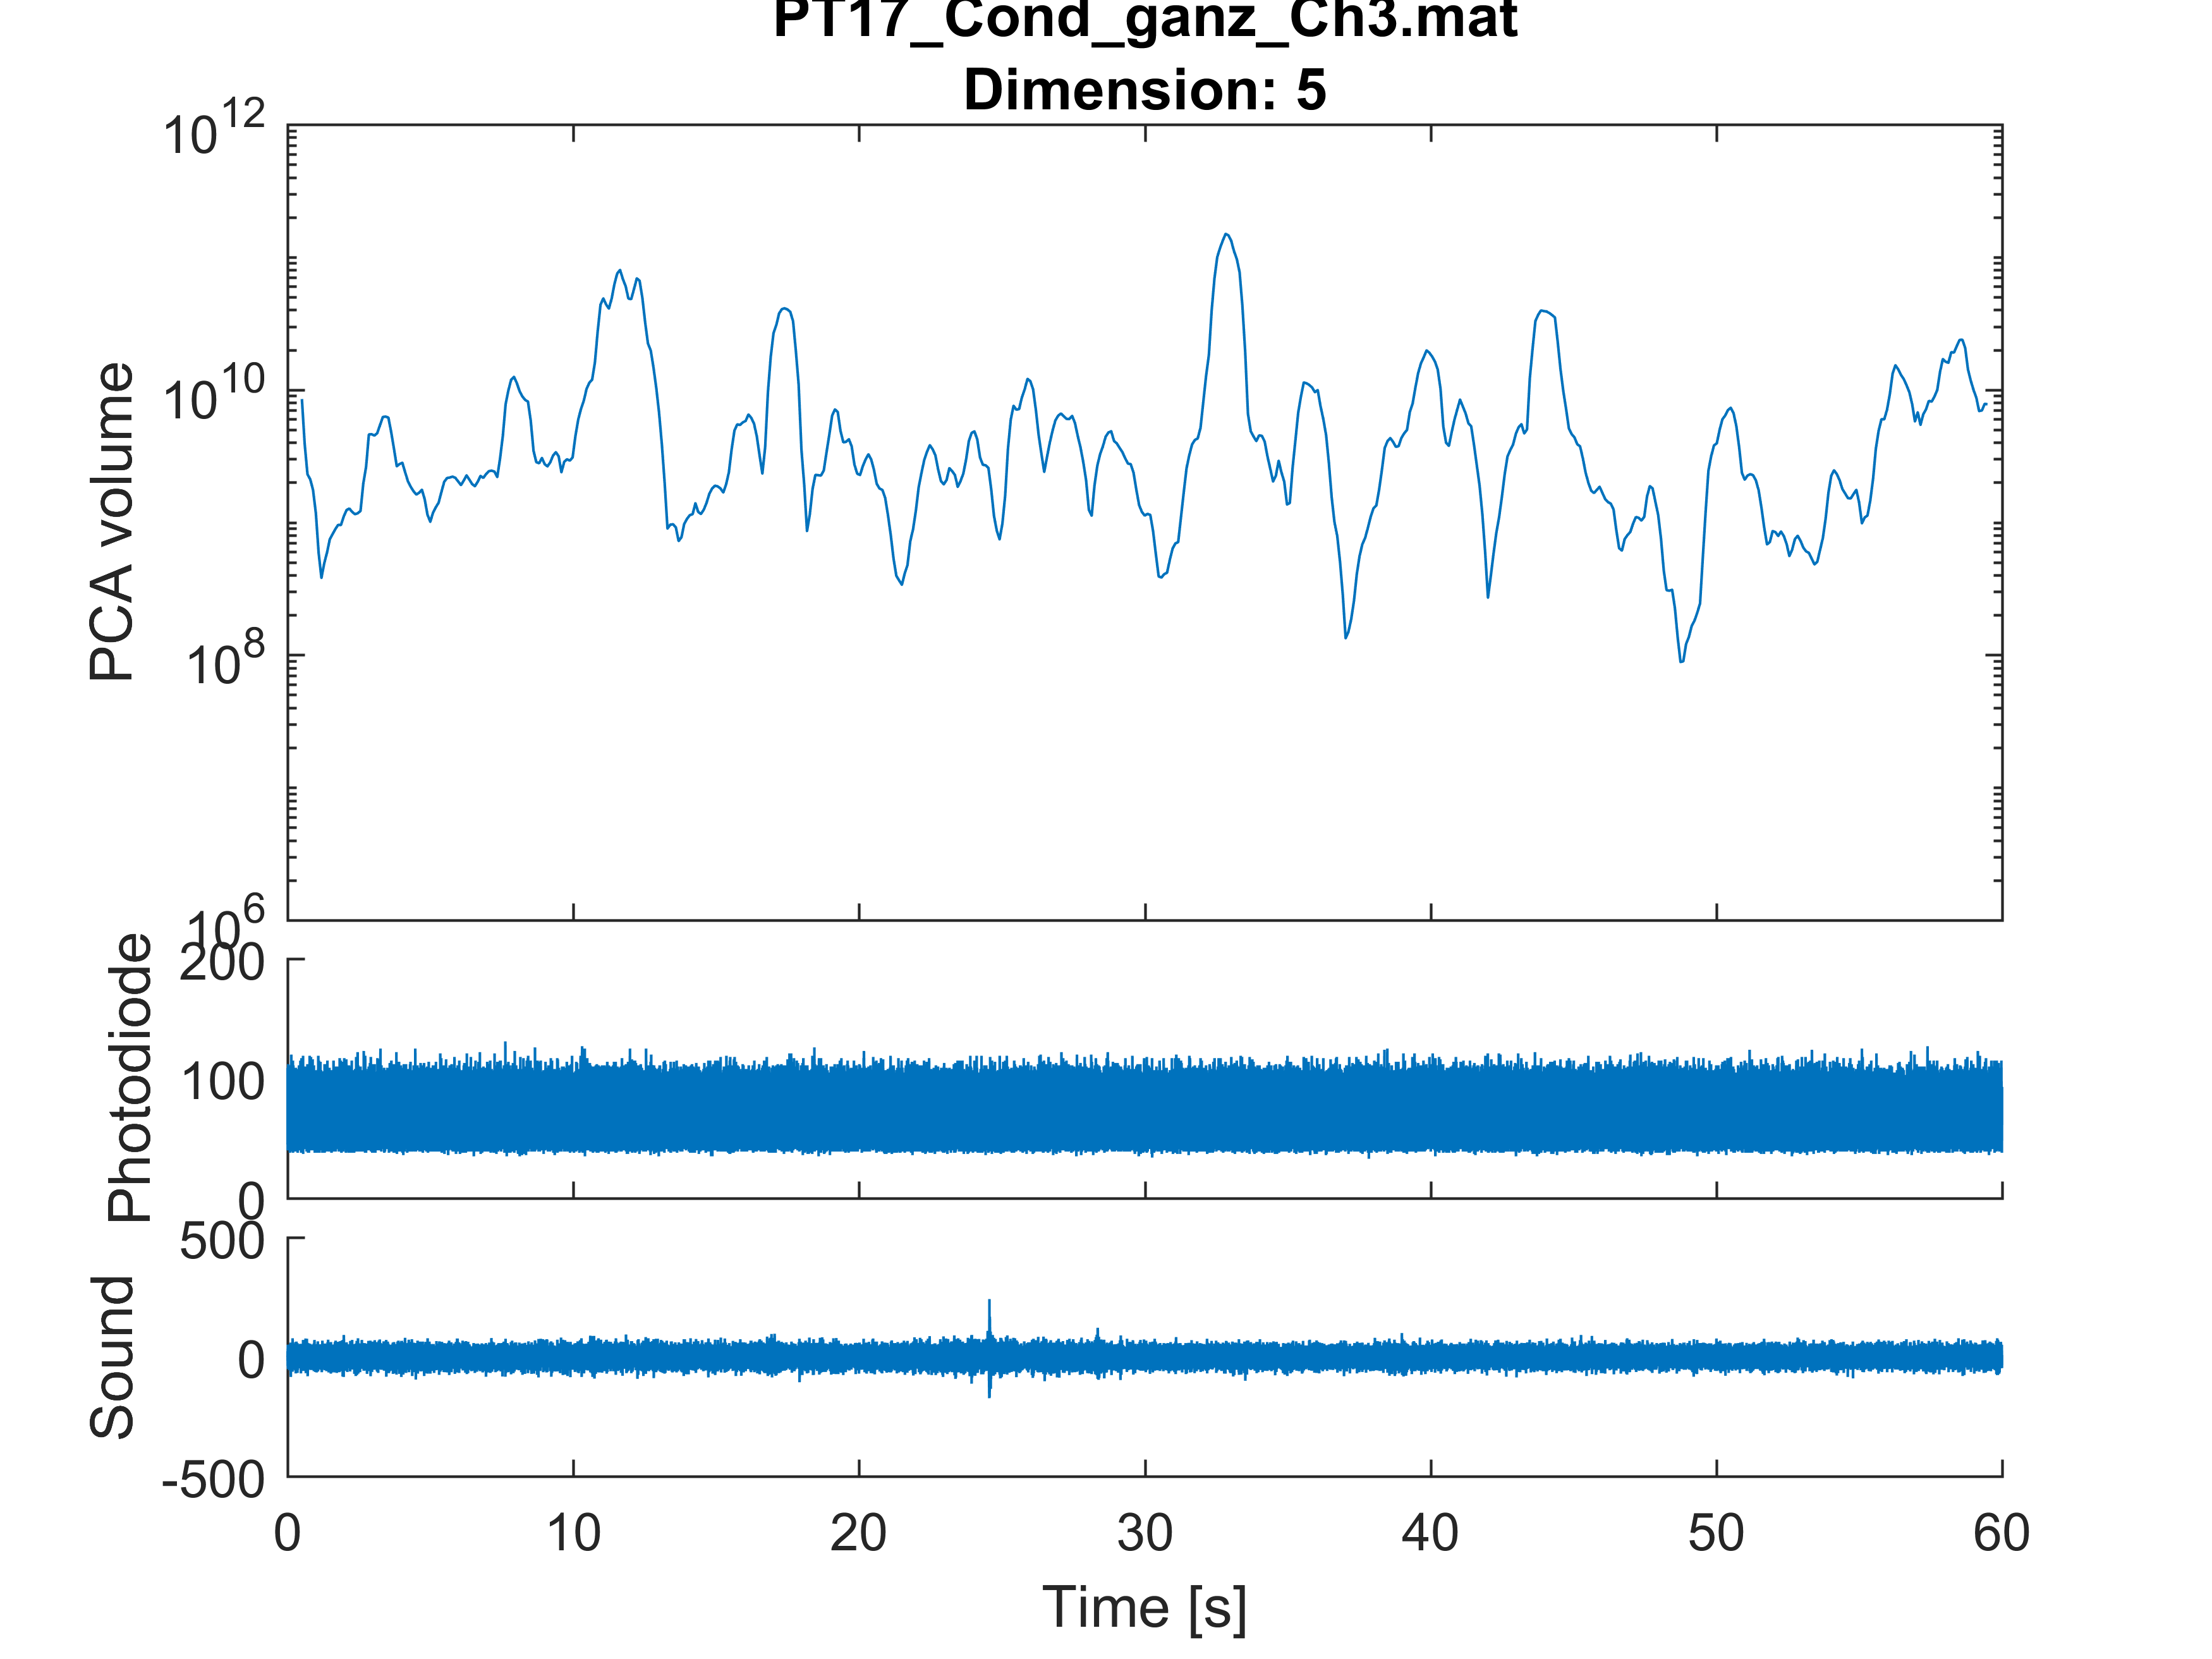 PT17_Cond_ganz_Ch3.mat
Dimension: 5
10^12
10^10
10^8
10^6
PCA volume
200
100
0
Photodiode
500
0
-500
Sound
0 10 20 30 40 50 60
Time [s]